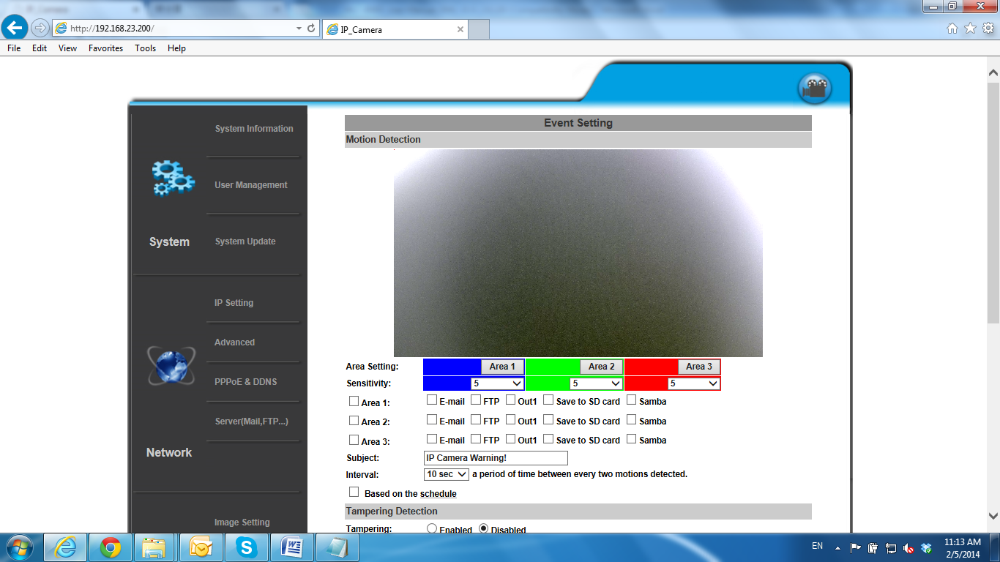 http://192.168.23.200/
IP_Camera
File Edit View Favorites Tools Help
System Information
User Management
System
System Update
IP Setting
Advanced
PPPoE & DDNS
Server(Mail,FTP...)
Network
Image Setting
Event Setting
Motion Detection
Area Setting: Area 1 Area 2 Area 3
Sensitivity: 5 5 5
Area 1: E-mail FTP Out1 Save to SD card Samba
Area 2: E-mail FTP Out1 Save to SD card Samba
Area 3: E-mail FTP Out1 Save to SD card Samba
Subject: IP Camera Warning!
Interval: 10 sec a period of time between every two motions detected.
Based on the schedule
Tampering Detection
Tampering: Enabled Disabled
EN
11:13 AM
2/5/2014